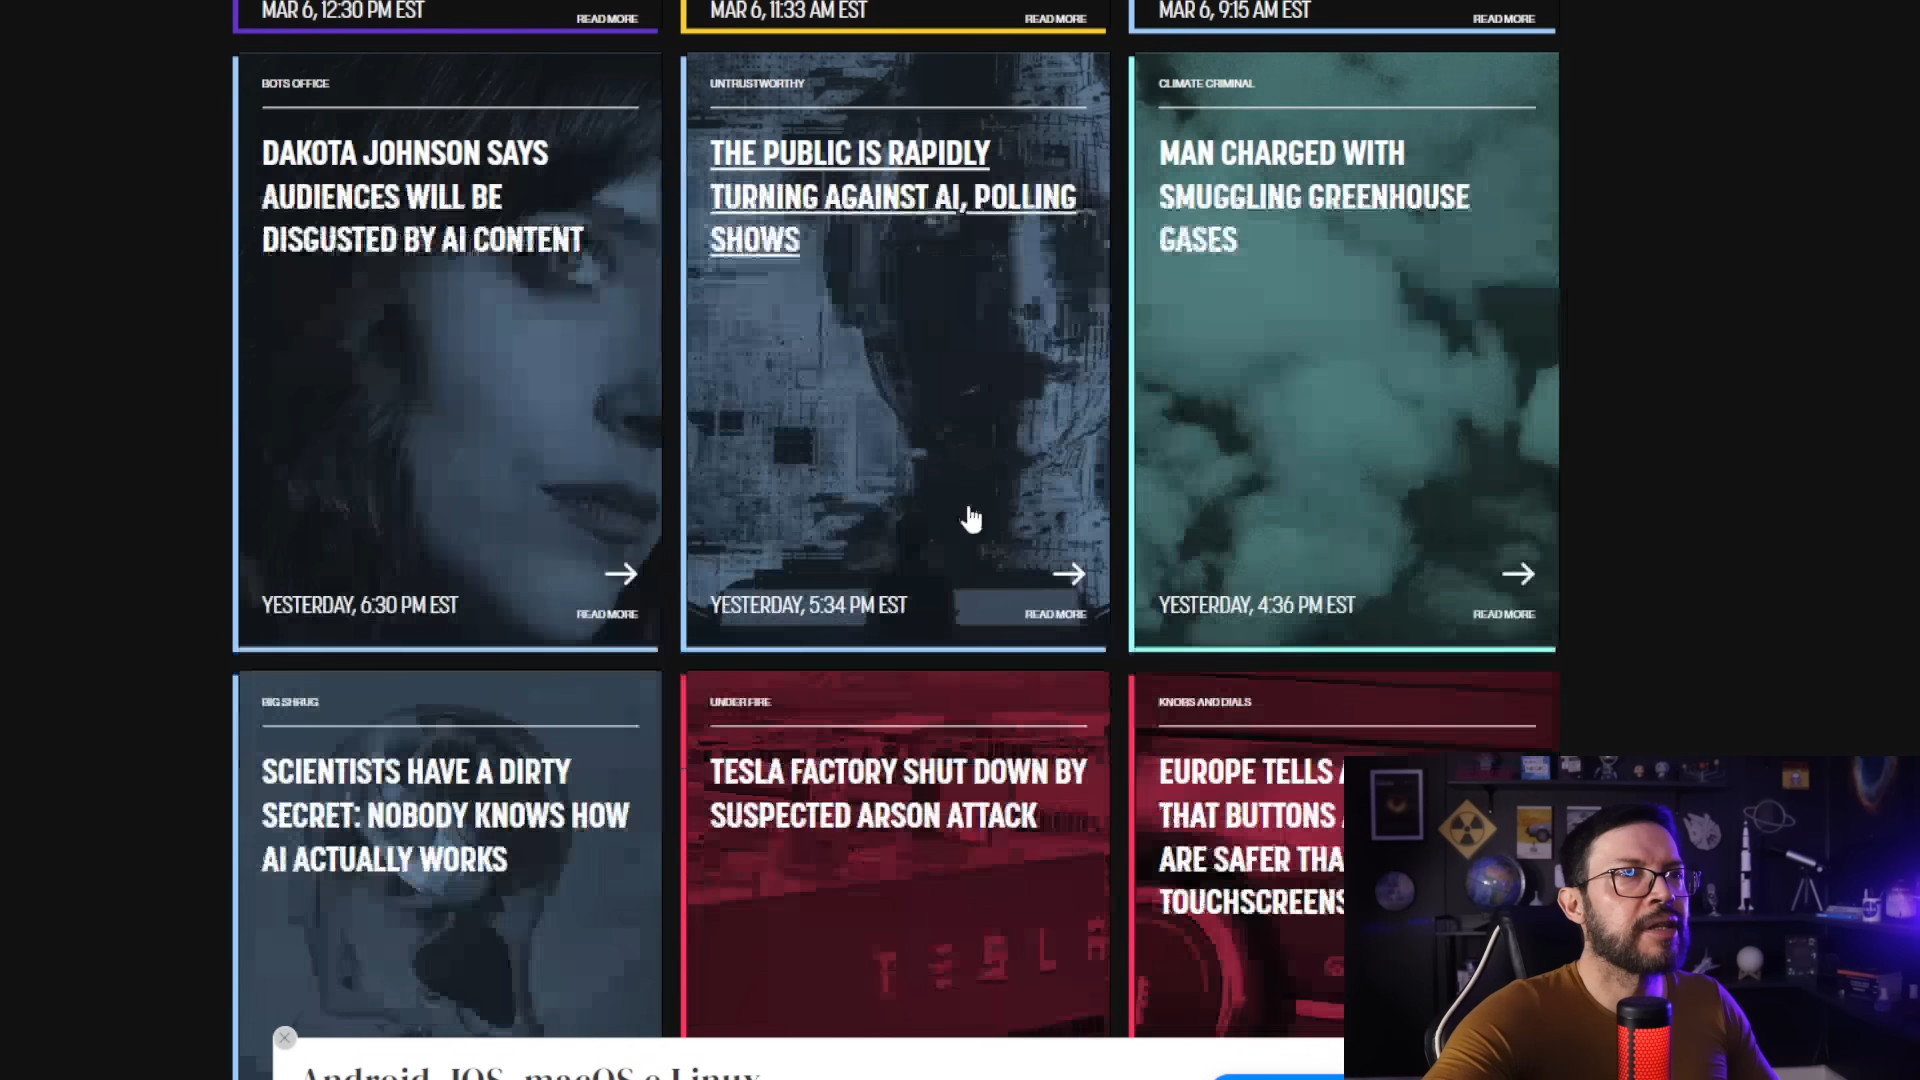 MAR 6, 12:30 PM EST
READ MORE
MAR 6, 11:33 AM EST
READ MORE
MAR 6, 9:15 AM EST
READ MORE
BOTS OFFICE
DAKOTA JOHNSON SAYS
AUDIENCES WILL BE
DISGUSTED BY AI CONTENT
YESTERDAY, 6:30 PM EST
READ MORE
UNTRUSTWORTHY
THE PUBLIC IS RAPIDLY
TURNING AGAINST AI, POLLING
SHOWS
YESTERDAY, 5:34 PM EST
READ MORE
CLIMATE CRIMINAL
MAN CHARGED WITH
SMUGGLING GREENHOUSE
GASES
YESTERDAY, 4:36 PM EST
READ MORE
BIG SHRUG
SCIENTISTS HAVE A DIRTY
SECRET: NOBODY KNOWS HOW
AI ACTUALLY WORKS
UNDER FIRE
TESLA FACTORY SHUT DOWN BY
SUSPECTED ARSON ATTACK
TESLA
KNOBS AND DIALS
EUROPE TELLS
THAT BUTTONS
ARE SAFER THA
TOUCHSCREENS
Android, IOS, macOS e Linux